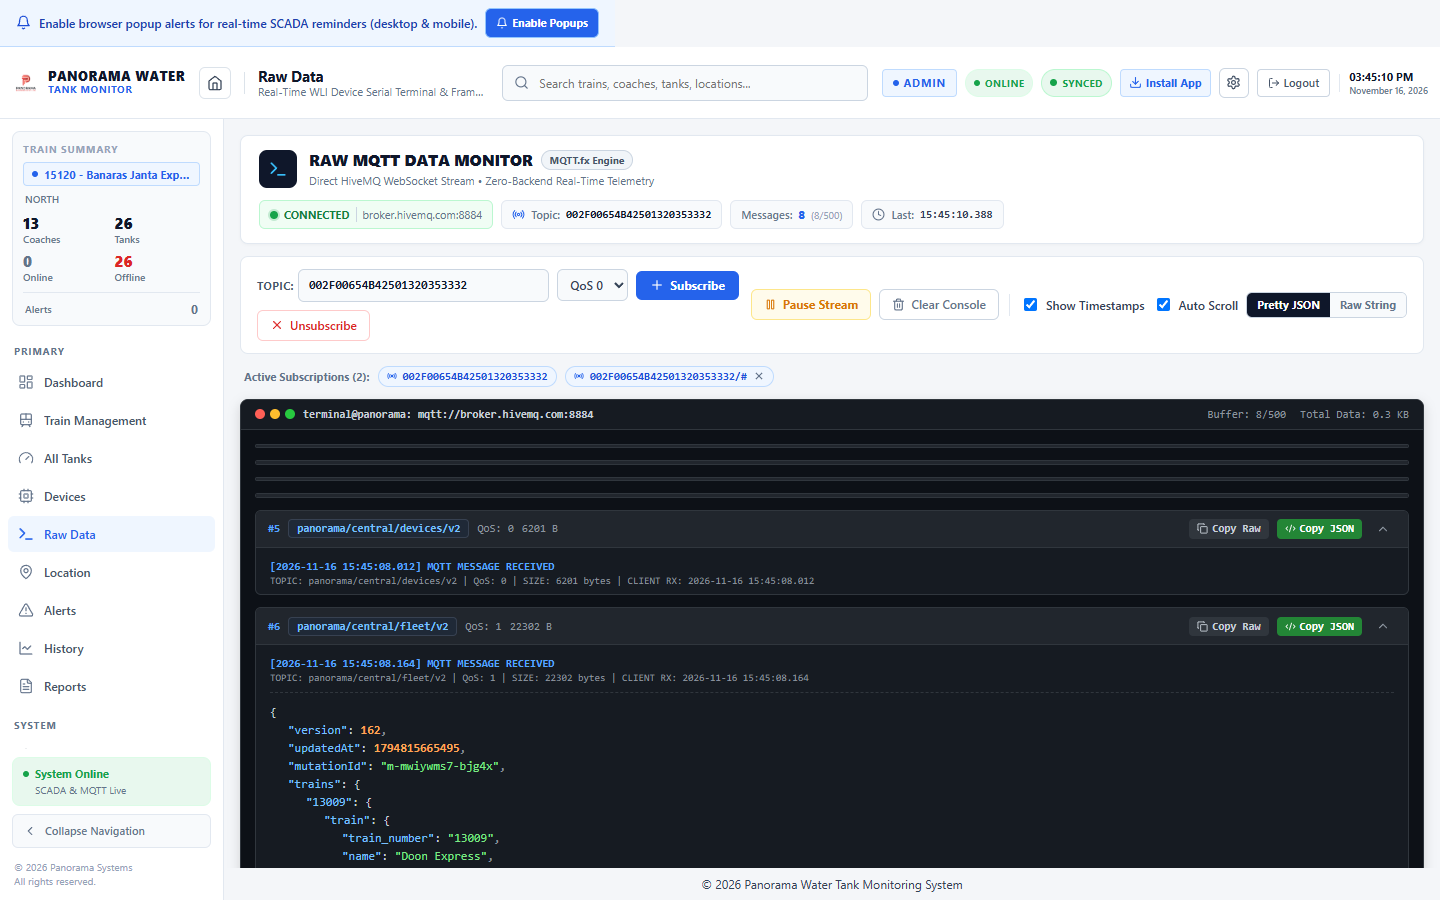 Enable browser popup alerts for real-time SCADA reminders (desktop & mobile).
Enable Popups
PANORAMA WATER
TANK MONITOR
Raw Data
Real-Time WLI Device Serial Terminal & Fram...
Search trains, coaches, tanks, locations...
ADMIN
ONLINE
SYNCED
Install App
Logout
03:45:10 PM
November 16, 2026
TRAIN SUMMARY
15120 - Banaras Janta Exp...
NORTH
13
26
Coaches
Tanks
0
26
Online
Offline
Alerts
0
PRIMARY
Dashboard
Train Management
All Tanks
Devices
Raw Data
Location
Alerts
History
Reports
SYSTEM
System Online
SCADA & MQTT Live
Collapse Navigation
© 2026 Panorama Systems
All rights reserved.
RAW MQTT DATA MONITOR
MQTT.fx Engine
Direct HiveMQ WebSocket Stream • Zero-Backend Real-Time Telemetry
CONNECTED
broker.hivemq.com:8884
Topic: 002F00654B42501320353332
Messages: 8 (8/500)
Last: 15:45:10.388
TOPIC:
002F00654B42501320353332
QoS 0
Subscribe
Unsubscribe
Pause Stream
Clear Console
Show Timestamps
Auto Scroll
Pretty JSON
Raw String
Active Subscriptions (2):
002F00654B42501320353332
002F00654B42501320353332/#
terminal@panorama: mqtt://broker.hivemq.com:8884
Buffer: 8/500
Total Data: 0.3 KB
#5
panorama/central/devices/v2
QoS: 0
6201 B
Copy Raw
Copy JSON
[2026-11-16 15:45:08.012] MQTT MESSAGE RECEIVED
TOPIC: panorama/central/devices/v2 | QoS: 0 | SIZE: 6201 bytes | CLIENT RX: 2026-11-16 15:45:08.012
#6
panorama/central/fleet/v2
QoS: 1
22302 B
Copy Raw
Copy JSON
[2026-11-16 15:45:08.164] MQTT MESSAGE RECEIVED
TOPIC: panorama/central/fleet/v2 | QoS: 1 | SIZE: 22302 bytes | CLIENT RX: 2026-11-16 15:45:08.164
{
"version": 162,
"updatedAt": 1794815665495,
"mutationId": "m-mwiywms7-bjg4x",
"trains": {
"13009": {
"train": {
"train_number": "13009",
"name": "Doon Express",
© 2026 Panorama Water Tank Monitoring System